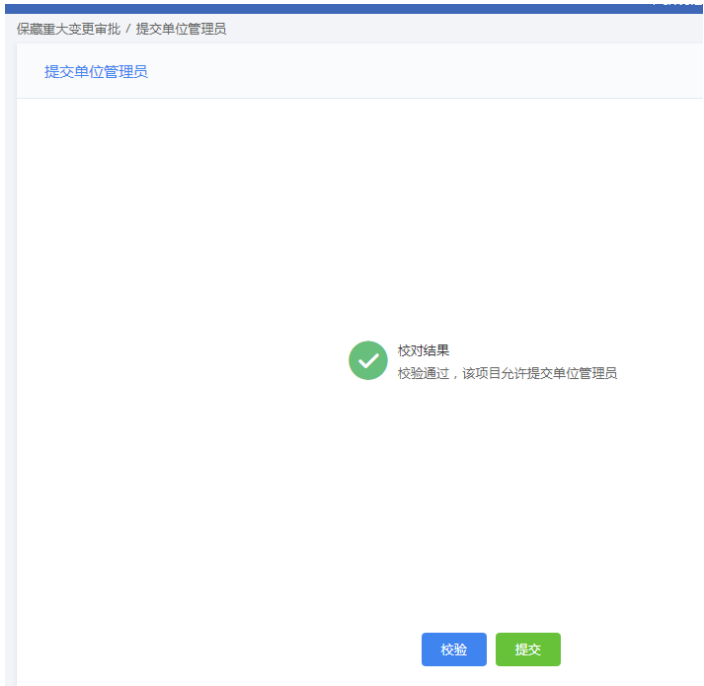 保藏重大变更审批 / 提交单位管理员
提交单位管理员
校对结果
校验通过，该项目允许提交单位管理员
校验
提交